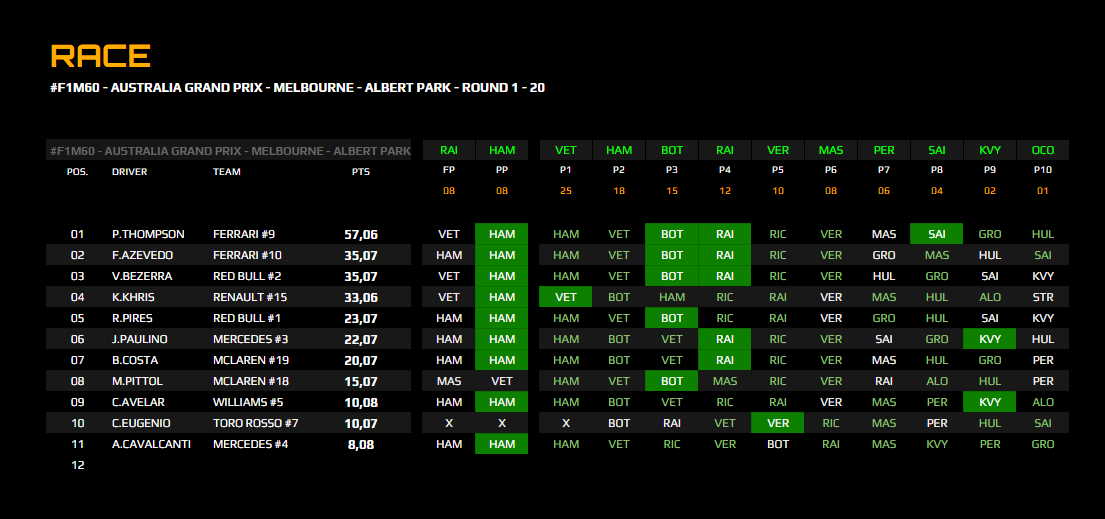 RACE
#F1M60 - AUSTRALIA GRAND PRIX - MELBOURNE - ALBERT PARK - ROUND 1 - 20
#F1M60 - AUSTRALIA GRAND PRIX - MELBOURNE - ALBERT PARK RAI HAM VET HAM BOT RAI VER MAS PER SAI KVY OCO
POS. DRIVER TEAM PTS FP PP P1 P2 P3 P4 P5 P6 P7 P8 P9 P10
08 08 25 18 15 12 10 08 06 04 02 01
01 P.THOMPSON FERRARI #9 57,06 VET HAM HAM VET BOT RAI RIC VER MAS SAI GRO HUL
02 F.AZEVEDO FERRARI #10 35,07 HAM HAM HAM VET BOT RAI RIC VER GRO MAS HUL SAI
03 V.BEZERRA RED BULL #2 35,07 VET HAM HAM VET BOT RAI RIC VER HUL GRO SAI KVY
04 K.KHRIS RENAULT #15 33,06 VET HAM VET BOT HAM RIC RAI VER MAS HUL ALO STR
05 R.PIRES RED BULL #1 23,07 HAM HAM HAM VET BOT RIC RAI VER GRO HUL SAI KVY
06 J.PAULINO MERCEDES #3 22,07 HAM HAM HAM BOT VET RAI RIC VER SAI GRO KVY HUL
07 B.COSTA MCLAREN #19 20,07 HAM HAM HAM BOT VET RAI RIC VER MAS HUL GRO PER
08 M.PITTOL MCLAREN #18 15,07 MAS VET HAM VET BOT MAS RIC VER RAI ALO HUL PER
09 C.AVELAR WILLIAMS #5 10,08 HAM HAM HAM BOT VET RIC RAI VER MAS PER KVY ALO
10 C.EUGENIO TORO ROSSO #7 10,07 X X X BOT RAI VET VER RIC MAS PER HUL SAI
11 A.CAVALCANTI MERCEDES #4 8,08 HAM HAM HAM VET RIC VER BOT RAI MAS KVY PER GRO
12